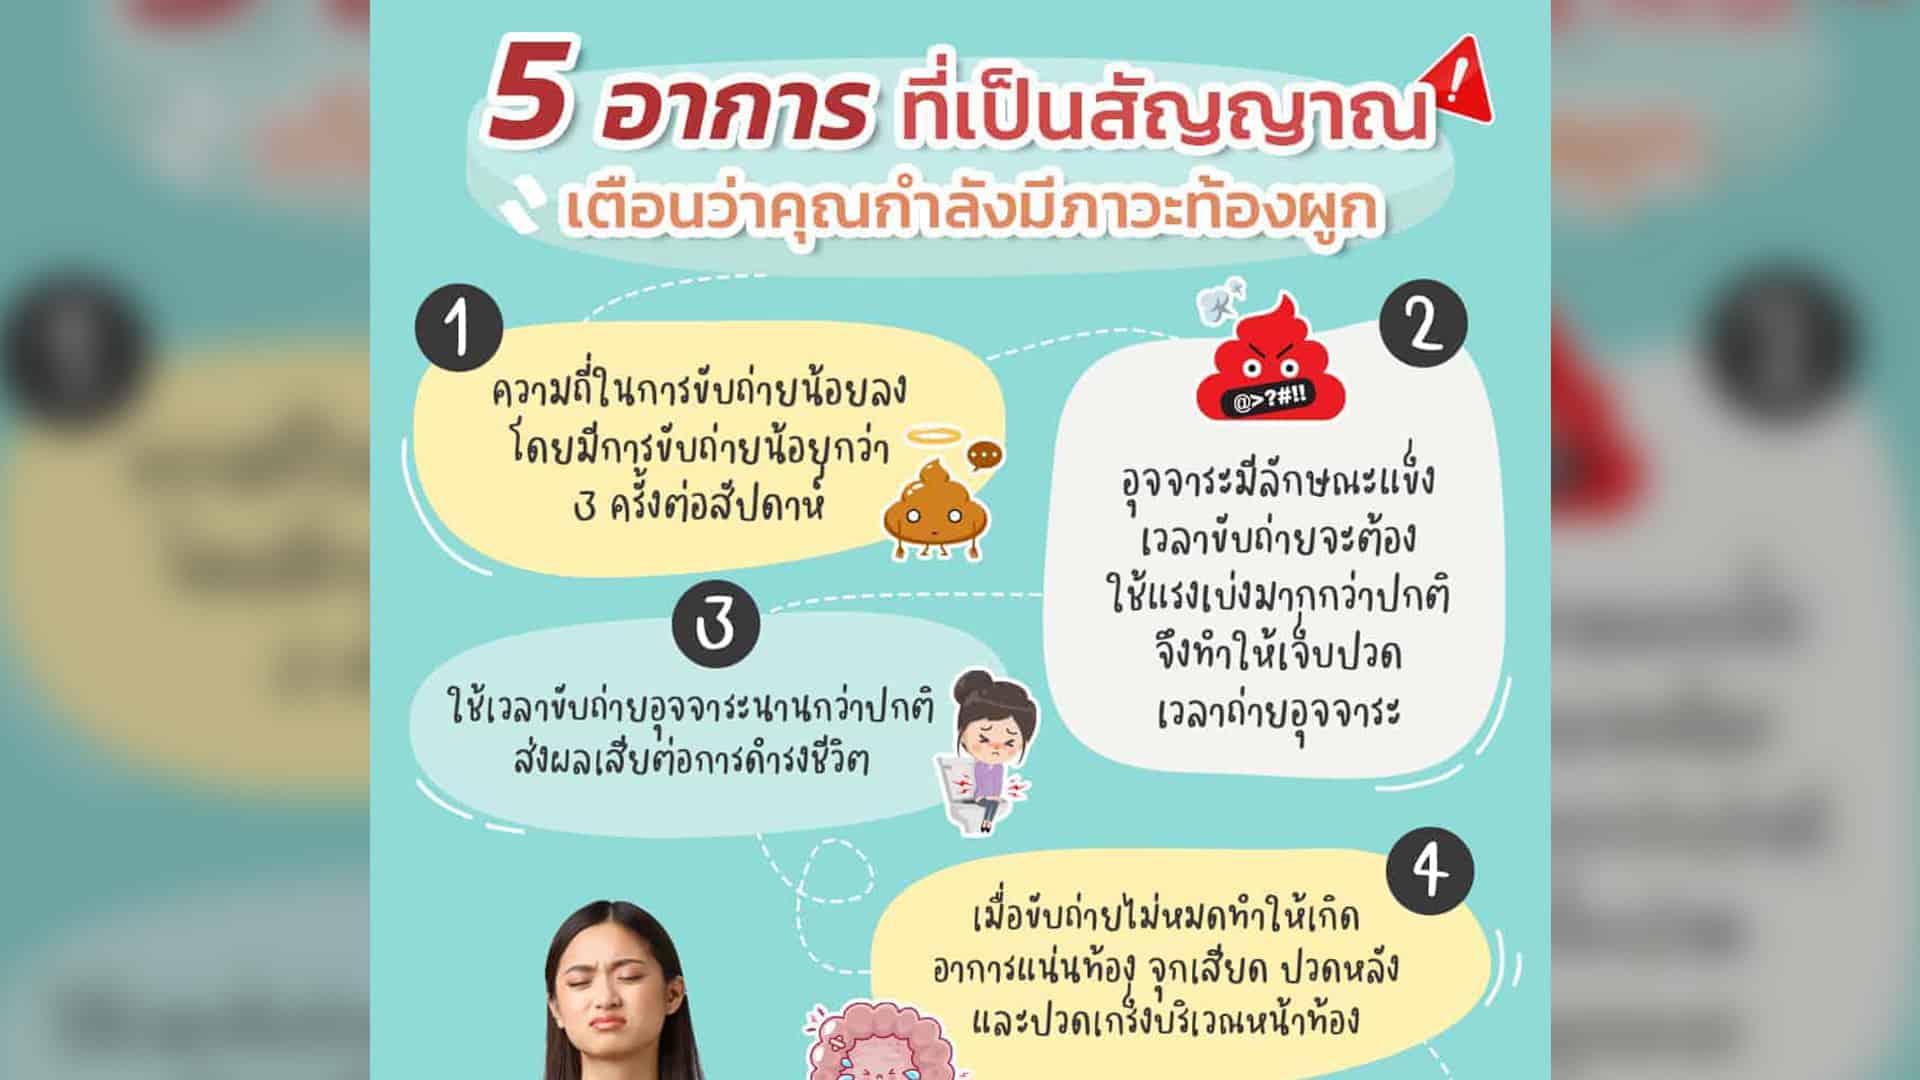 5 อาการ ที่เป็นสัญญาณ
เตือนว่าคุณกำลังมีภาวะท้องผูก
1
ความถี่ในการขับถ่ายน้อยลง
โดยมีการขับถ่ายน้อยกว่า
3 ครั้งต่อสัปดาห์
2
@>?#!!
อุจจาระมีลักษณะแข็ง
เวลาขับถ่ายจะต้อง
ใช้แรงเบ่งมากกว่าปกติ
จึงทำให้เจ็บปวด
เวลาถ่ายอุจจาระ
3
ใช้เวลาขับถ่ายอุจจาระนานกว่าปกติ
ส่งผลเสียต่อการดำรงชีวิต
4
เมื่อขับถ่ายไม่หมดทำให้เกิด
อาการแน่นท้อง จุกเสียด ปวดหลัง
และปวดเกร็งบริเวณหน้าท้อง